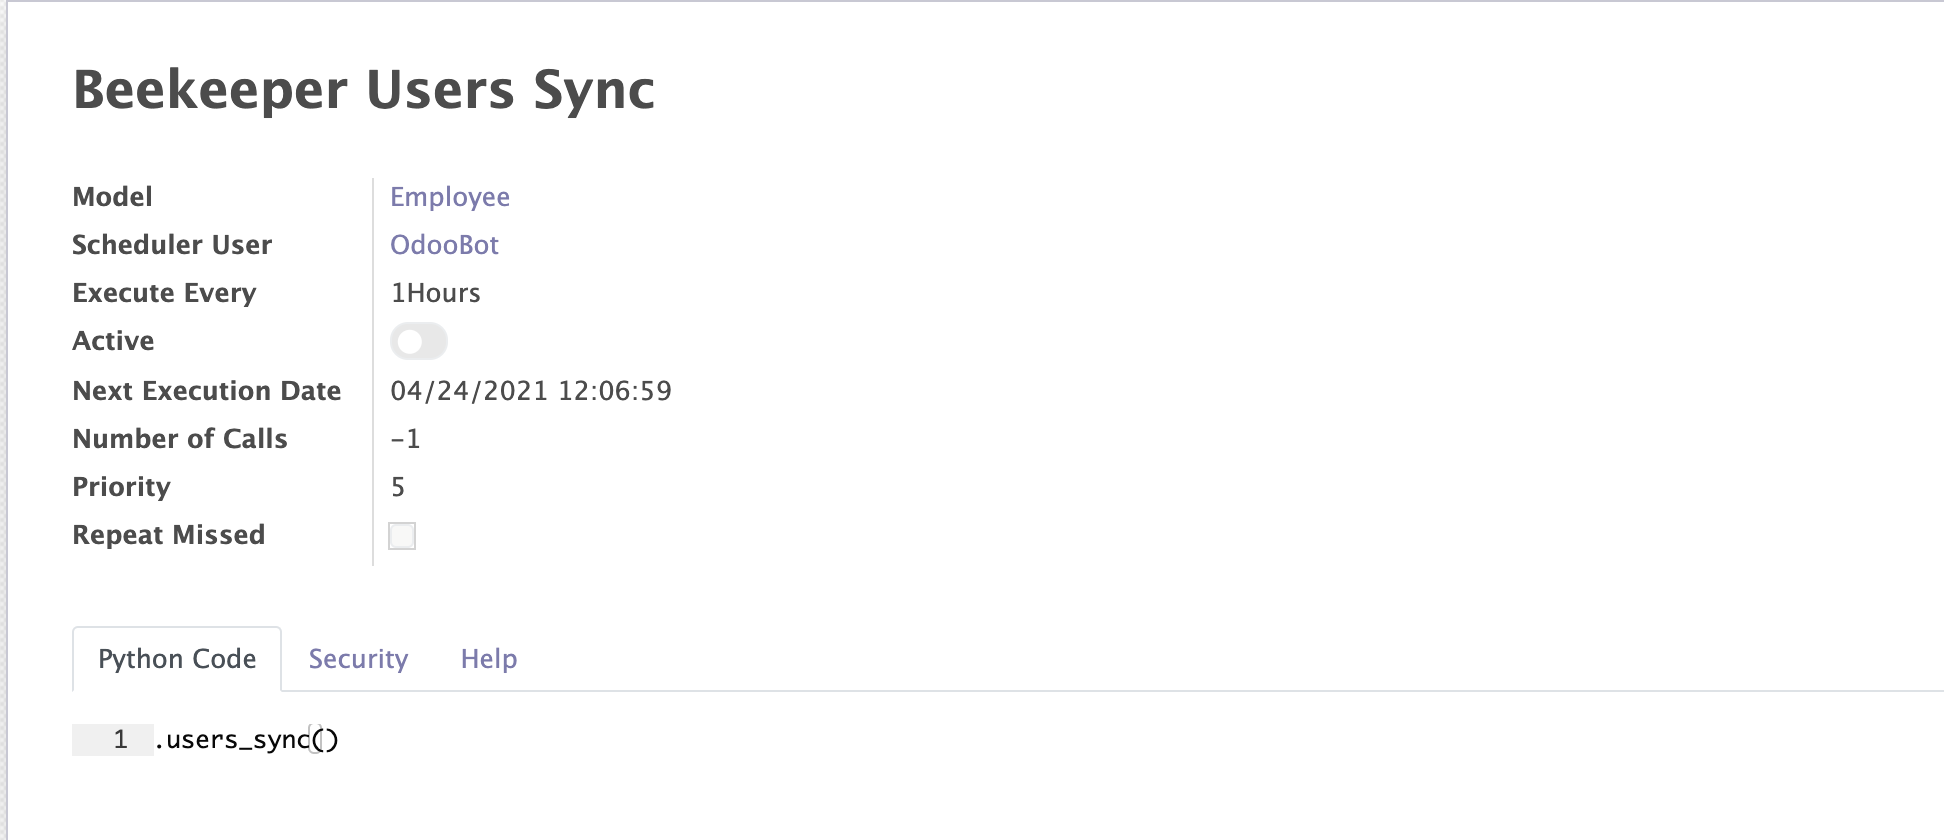 Beekeeper Users Sync
Model Employee
Scheduler User OdooBot
Execute Every 1Hours
Active
Next Execution Date 04/24/2021 12:06:59
Number of Calls -1
Priority 5
Repeat Missed
Python Code Security Help
1 .users_sync()